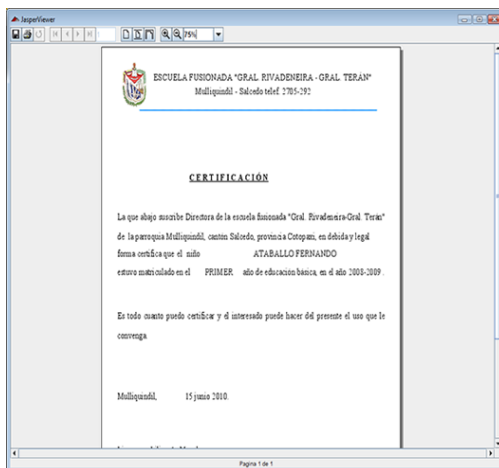 JasperViewer
75%
ESCUELA FUSIONADA "GRAL. RIVADENEIRA - GRAL. TERÁN"
Mulliquindil - Salcedo telef. 2705-292
CERTIFICACIÓN
La que abajo suscribe Directora de la escuela fusionada "Gral. Rivadeneira-Gral. Terán"
de la parroquia Mulliquindil, cantón Salcedo, provincia Cotopaxi, en debida y legal
forma certifica que el niño ATABALLO FERNANDO
estuvo matriculado en el PRIMER año de educación básica, en el año 2008-2009 .
Es todo cuanto puedo certificar y el interesado puede hacer del presente el uso que le
convenga
Mulliquindil, 15 junio 2010.
Pagina 1 de 1